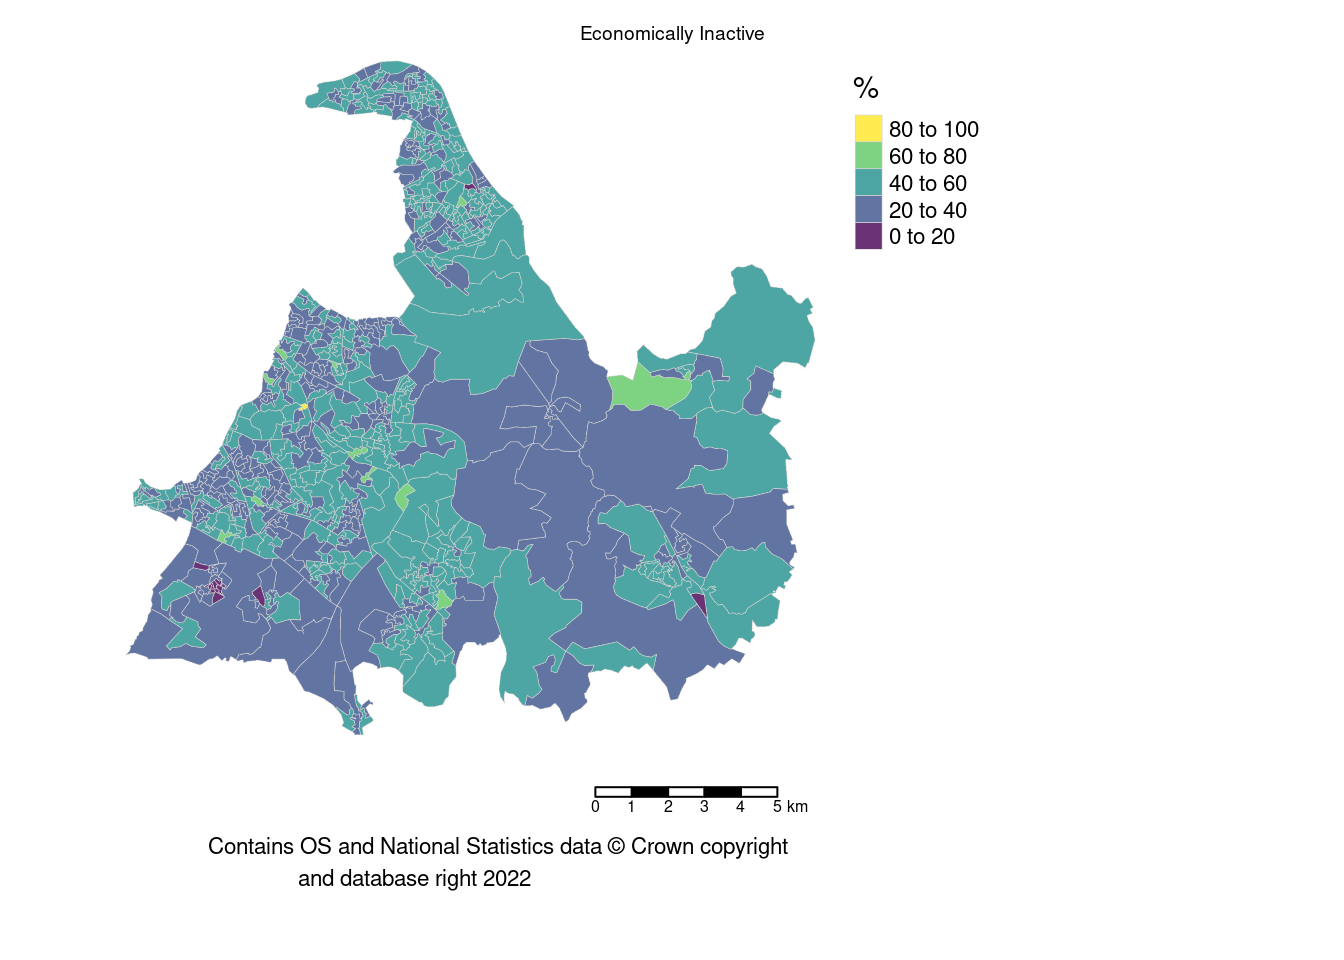 Economically Inactive
%
80 to 100
60 to 80
40 to 60
20 to 40
0 to 20
0 1 2 3 4 5 km
Contains OS and National Statistics data © Crown copyright
and database right 2022